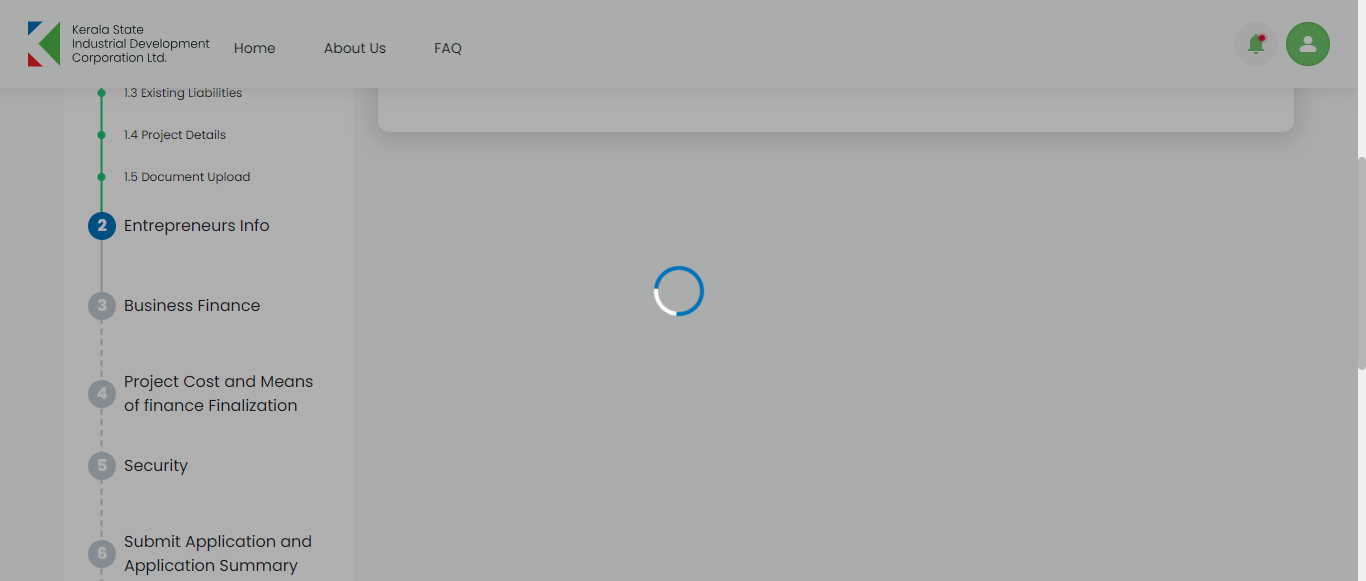 Kerala State
Industrial Development
Corporation Ltd.
Home
About Us
FAQ
1.3 Existing Liabilities
1.4 Project Details
1.5 Document Upload
2 Entrepreneurs Info
3 Business Finance
4 Project Cost and Means
of finance Finalization
5 Security
6 Submit Application and
Application Summary